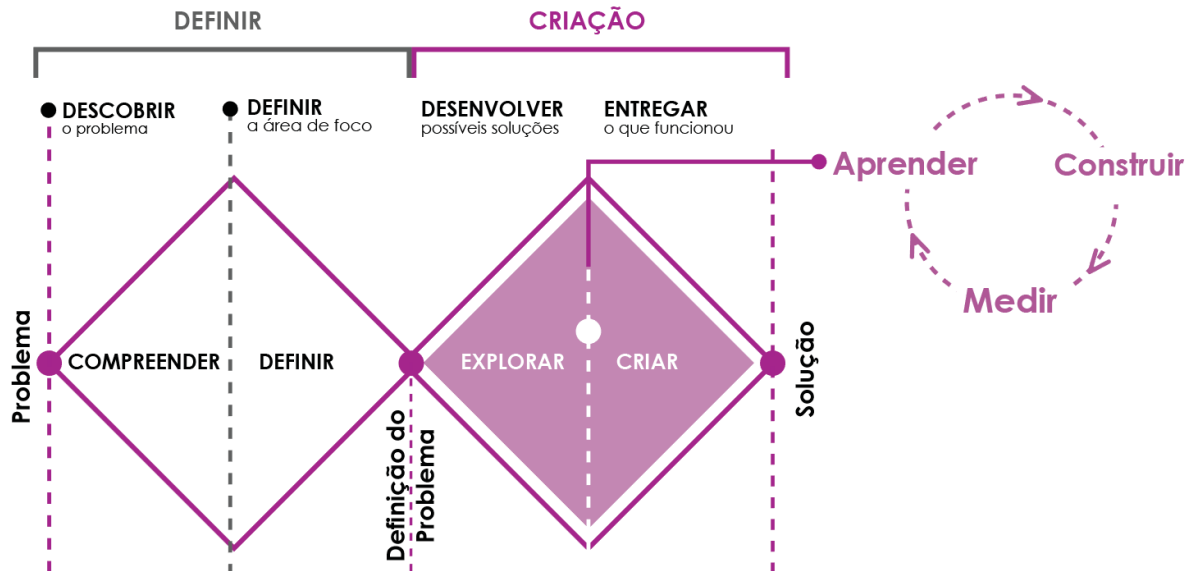 DEFINIR
CRIAÇÃO
DESCOBRIR
o problema
DEFINIR
a área de foco
DESENVOLVER
possíveis soluções
ENTREGAR
o que funcionou
Aprender
Construir
Medir
Problema
COMPREENDER
DEFINIR
Definição do
Problema
EXPLORAR
CRIAR
Solução